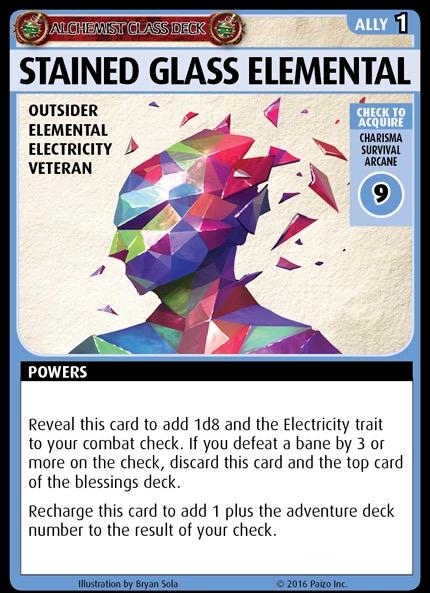 ALCHEMIST CLASS DECK
ALLY 1
STAINED GLASS ELEMENTAL
OUTSIDER
ELEMENTAL
ELECTRICITY
VETERAN
CHECK TO
ACQUIRE
CHARISMA
SURVIVAL
ARCANE
9
POWERS
Reveal this card to add 1d8 and the Electricity trait
to your combat check. If you defeat a bane by 3 or
more on the check, discard this card and the top card
of the blessings deck.
Recharge this card to add 1 plus the adventure deck
number to the result of your check.
Illustration by Bryan Sola © 2016 Paizo Inc.